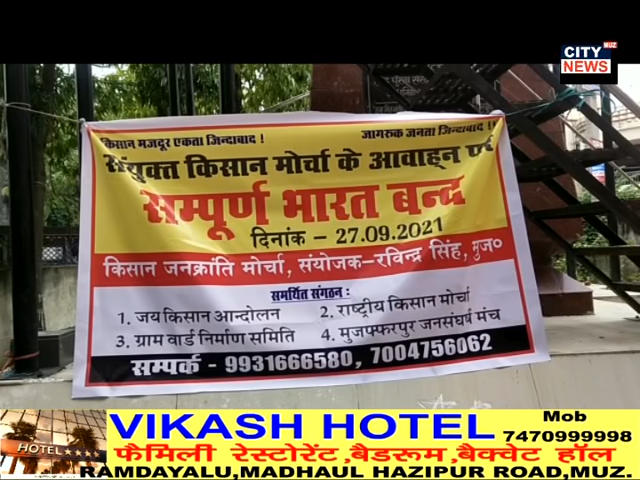 CITY MUZ
NEWS
किसान मजदूर एकता जिन्दाबाद ! जागरूक जनता जिन्दाबाद !!
संयुक्त किसान मोर्चा के आवाह्न पर
सम्पूर्ण भारत बन्द
दिनांक – 27.09.2021
किसान जनक्रांति मोर्चा, संयोजक–रविन्द्र सिंह, मुज०
समर्थित संगठन :
1. जय किसान आन्दोलन 2. राष्ट्रीय किसान मोर्चा
3. ग्राम वार्ड निर्माण समिति 4. मुजफ्फरपुर जनसंघर्ष मंच
सम्पर्क - 9931666580, 7004756062
HOTEL ★★★★
VIKASH HOTEL Mob
7470999998
फैमिली रेस्टोरेंट,बैडरूम,बैक्वेट हॉल
RAMDAYALU,MADHAUL HAZIPUR ROAD,MUZ.